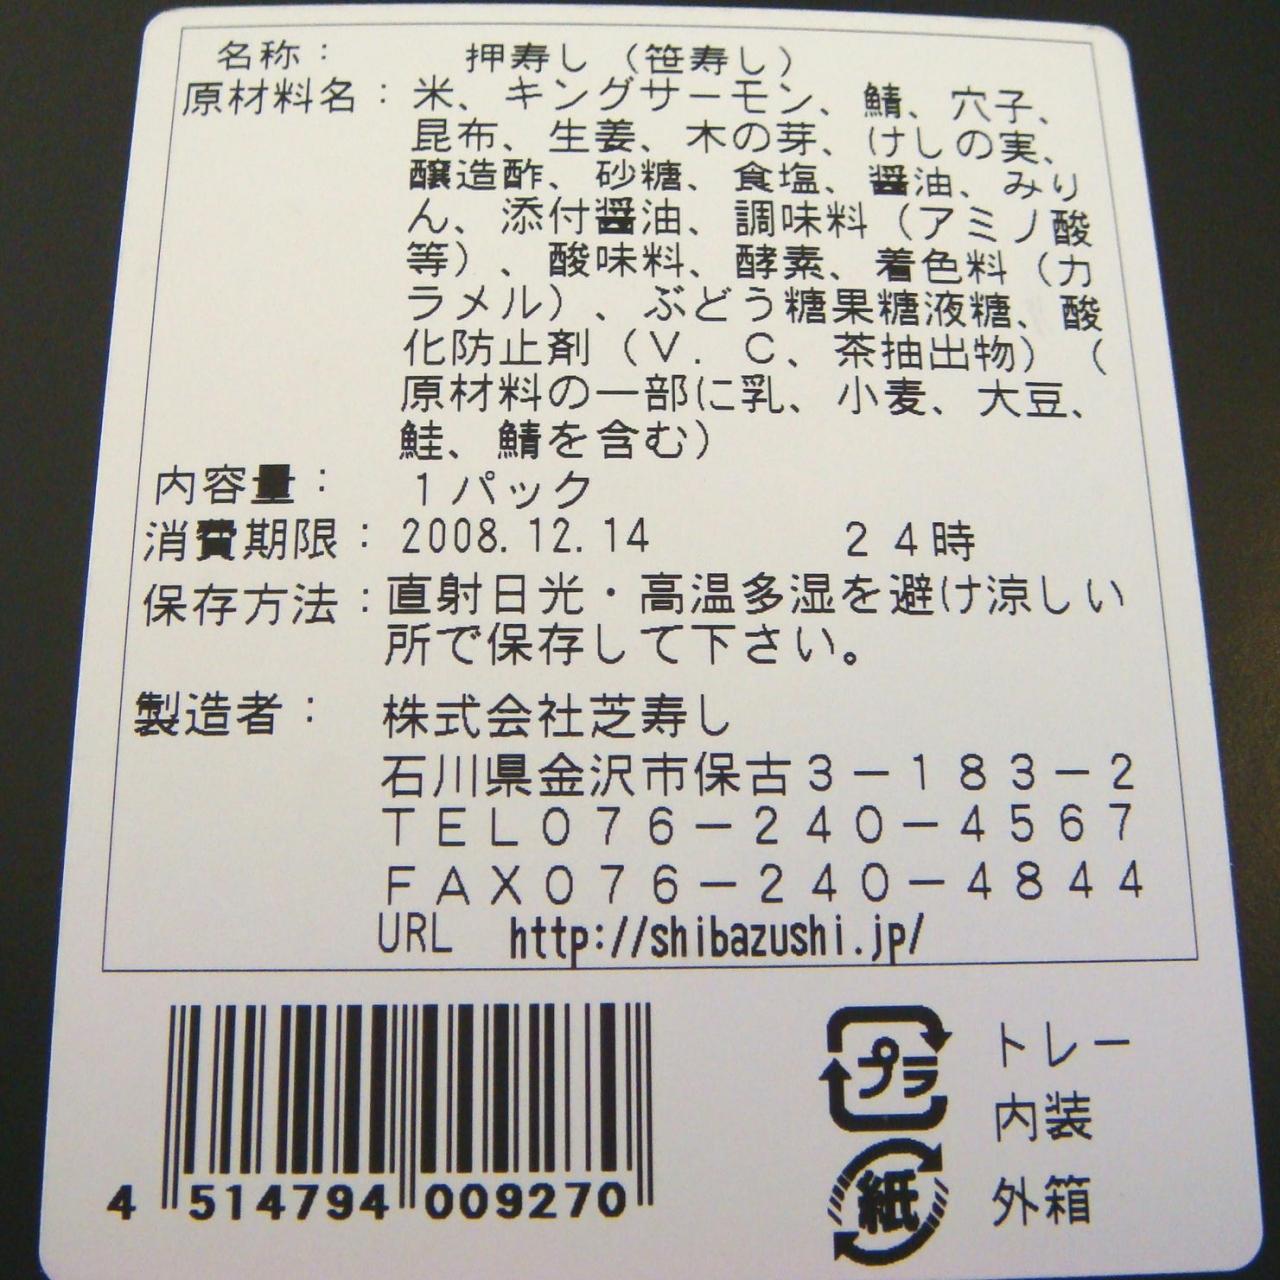 名称： 押寿し（笹寿し）
原材料名：米、キングサーモン、鯖、穴子、
昆布、生姜、木の芽、けしの実、
醸造酢、砂糖、食塩、醤油、みり
ん、添付醤油、調味料（アミノ酸
等）、酸味料、酵素、着色料（カ
ラメル）、ぶどう糖果糖液糖、酸
化防止剤（Ｖ．Ｃ、茶抽出物）（
原材料の一部に乳、小麦、大豆、
鮭、鯖を含む）
内容量： １パック
消費期限：2008.12.14 ２４時
保存方法：直射日光・高温多湿を避け涼しい
所で保存して下さい。
製造者： 株式会社芝寿し
石川県金沢市保古３－１８３－２
ＴＥＬ０７６－２４０－４５６７
ＦＡＸ０７６－２４０－４８４４
URL http://shibazushi.jp/
プラ トレー
内装
紙 外箱
4 514794 009270